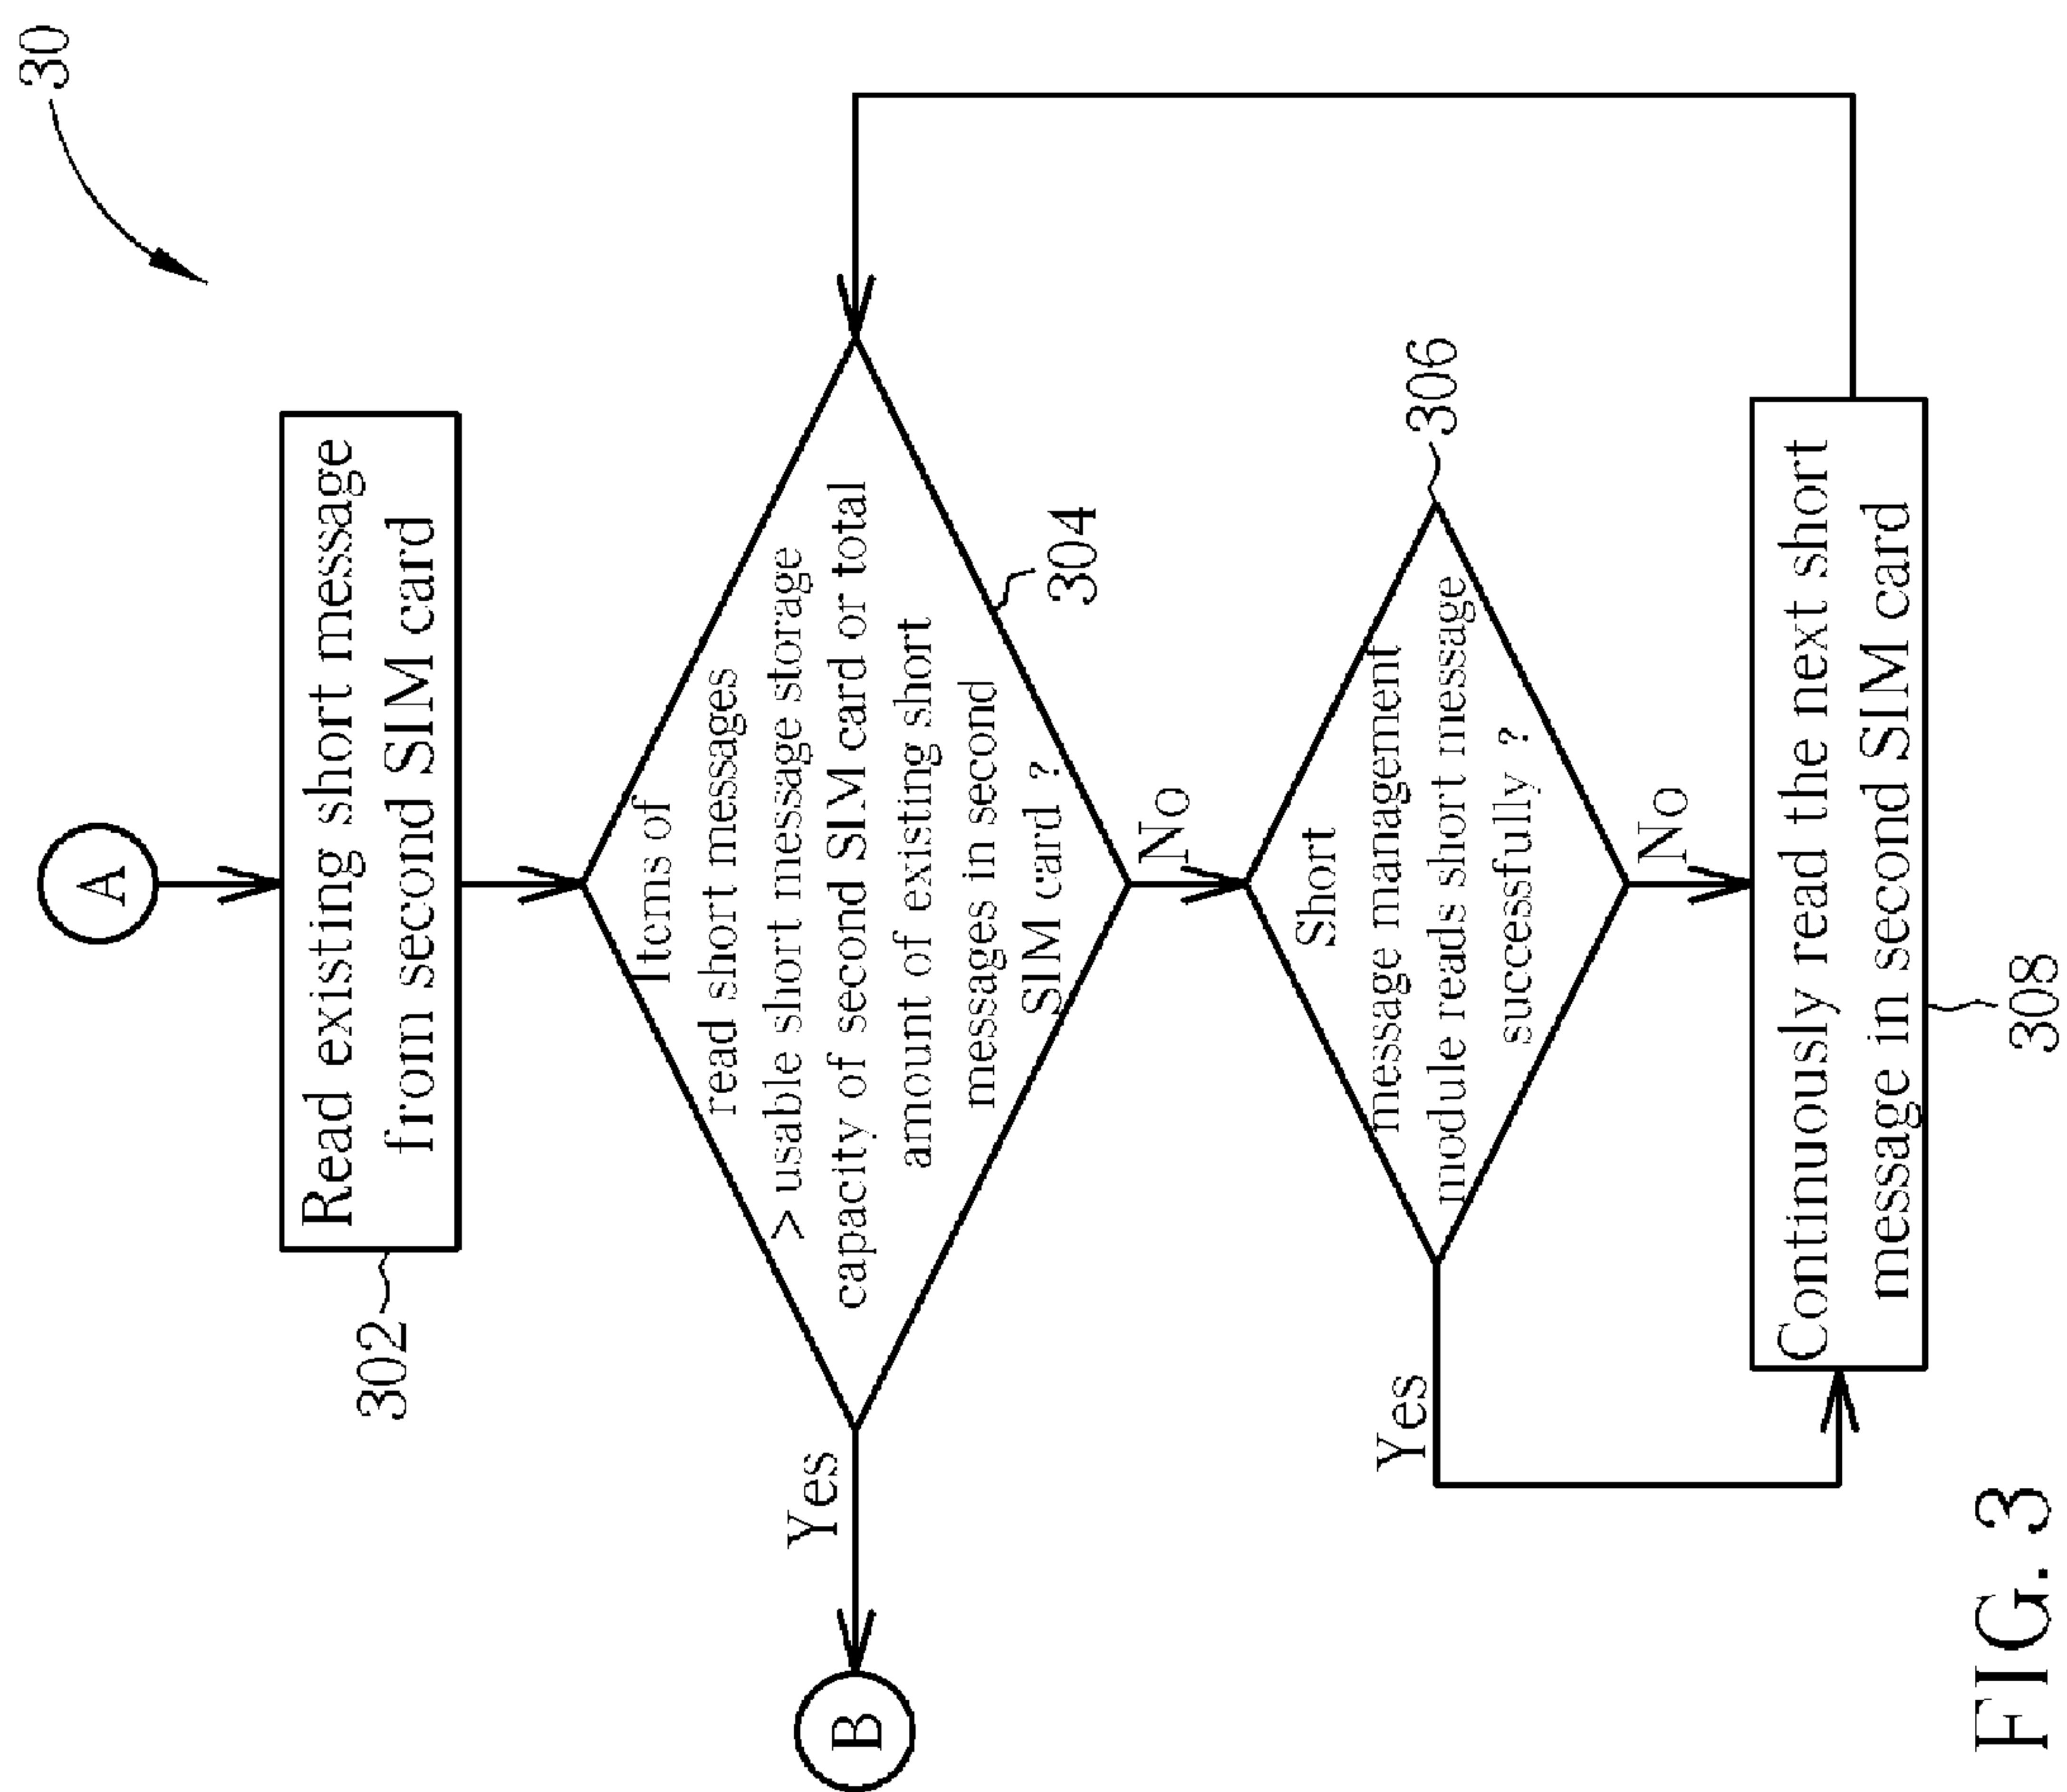 30
A
Read existing short message
from second SIM card
302
Items of
read short messages
> usable short message storage
capacity of second SIM card or total
amount of existing short
messages in second
SIM card ?
304
Yes
B
No
Short
message management
module reads short message
successfully ?
306
Yes
No
Continuously read the next short
message in second SIM card
308
FIG. 3